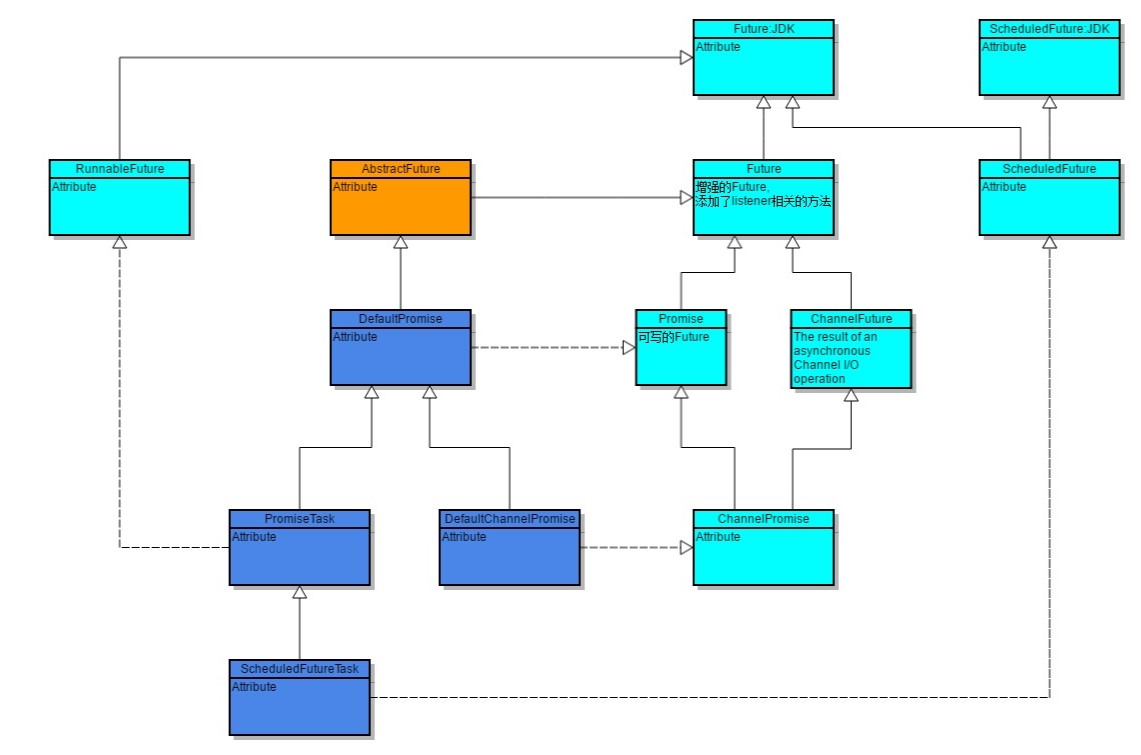 Future:JDK
Attribute
ScheduledFuture:JDK
Attribute
RunnableFuture
Attribute
AbstractFuture
Attribute
Future
增强的Future,
添加了listener相关的方法
ScheduledFuture
Attribute
DefaultPromise
Attribute
Promise
可写的Future
ChannelFuture
The result of an
asynchronous
Channel I/O
operation
PromiseTask
Attribute
DefaultChannelPromise
Attribute
ChannelPromise
Attribute
ScheduledFutureTask
Attribute